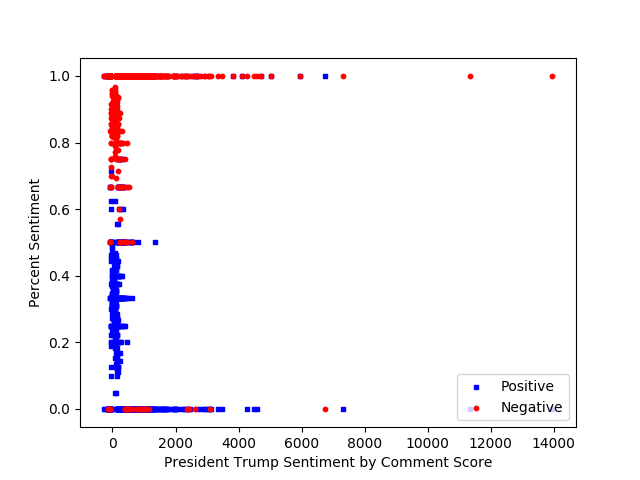 1.0
0.8
0.6
0.4
0.2
0.0
Percent Sentiment
0 2000 4000 6000 8000 10000 12000 14000
President Trump Sentiment by Comment Score
Positive
Negative